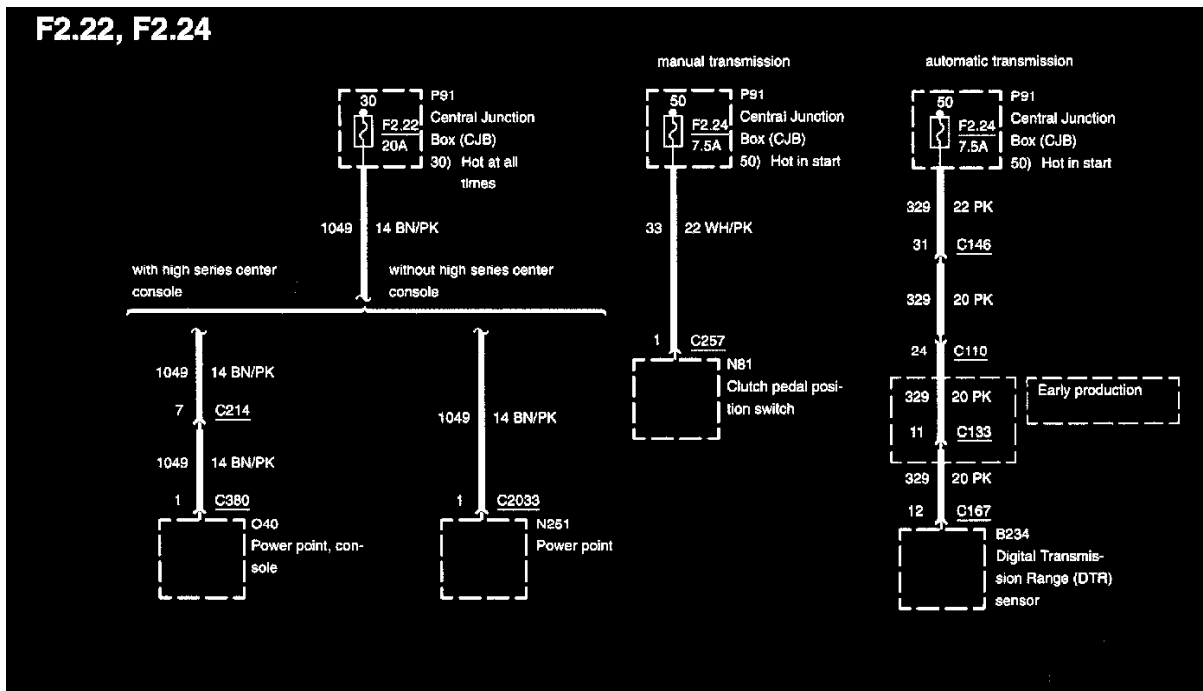 F2.22, F2.24
manual transmission
automatic transmission
30
F2.22
20A
P91
Central Junction
Box (CJB)
30) Hot at all
times
1049 14 BN/PK
with high series center
console
without high series center
console
1049 14 BN/PK
7 C214
1049 14 BN/PK
1 C380
O40
Power point, con-
sole
1049 14 BN/PK
1 C2033
N251
Power point
50
F2.24
7.5A
P91
Central Junction
Box (CJB)
50) Hot in start
33 22 WH/PK
1 C257
N81
Clutch pedal posi-
tion switch
50
F2.24
7.5A
P91
Central Junction
Box (CJB)
50) Hot in start
329 22 PK
31 C146
329 20 PK
24 C110
329 20 PK
Early production
11 C133
329 20 PK
12 C167
B234
Digital Transmis-
sion Range (DTR)
sensor